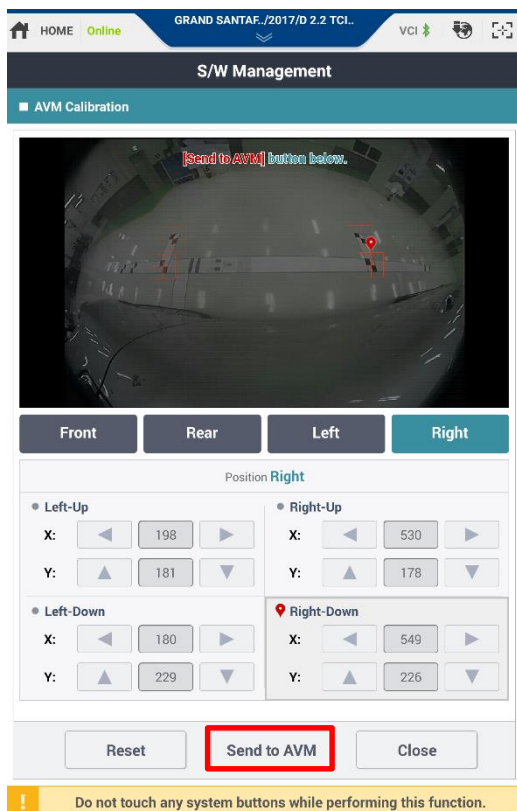 HOME Online GRAND SANTAF../2017/D 2.2 TCI.. VCI
S/W Management
AVM Calibration
[Send to AVM] button below.
Front Rear Left Right
Position Right
Left-Up Right-Up
X: 198 X: 530
Y: 181 Y: 178
Left-Down Right-Down
X: 180 X: 549
Y: 229 Y: 226
Reset Send to AVM Close
! Do not touch any system buttons while performing this function.